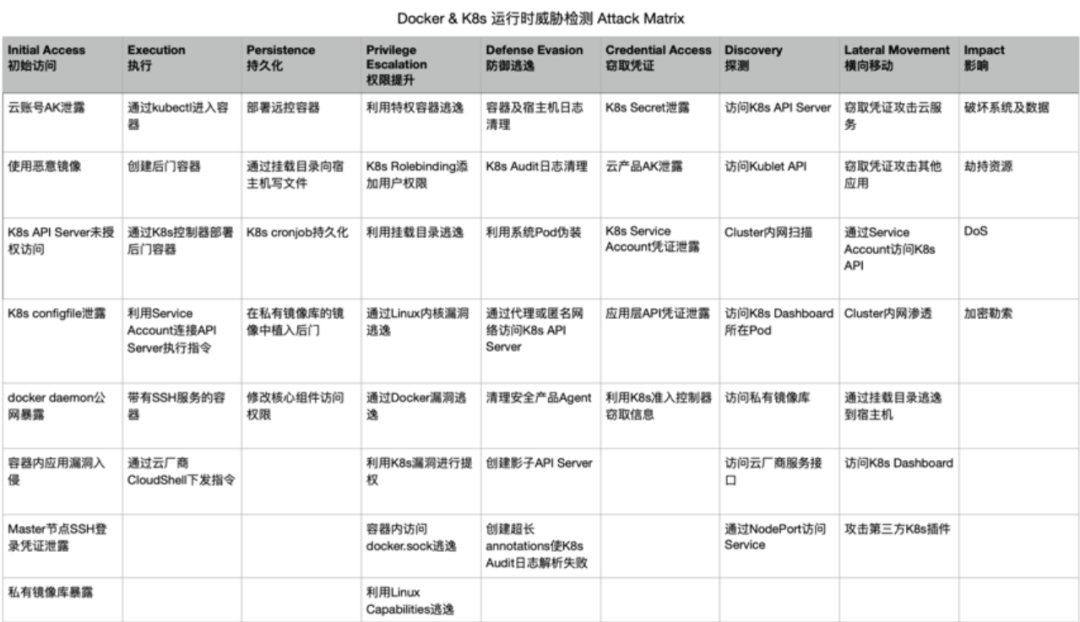 Docker & K8s 运行时威胁检测 Attack Matrix
Initial Access
初始访问
Execution
执行
Persistence
持久化
Privilege
Escalation
权限提升
Defense Evasion
防御逃逸
Credential Access
窃取凭证
Discovery
探测
Lateral Movement
横向移动
Impact
影响
云账号AK泄露
通过kubectl进入容
器
部署远控容器
利用特权容器逃逸
容器及宿主机日志
清理
K8s Secret泄露
访问K8s API Server
窃取凭证攻击云服
务
破坏系统及数据
使用恶意镜像
创建后门容器
通过挂载目录向宿
主机写文件
K8s Rolebinding添
加用户权限
K8s Audit日志清理
云产品AK泄露
访问Kublet API
窃取凭证攻击其他
应用
劫持资源
K8s API Server未授
权访问
通过K8s控制器部署
后门容器
K8s cronjob持久化
利用挂载目录逃逸
利用系统Pod伪装
K8s Service
Account凭证泄露
Cluster内网扫描
通过Service
Account访问K8s
API
DoS
K8s configfile泄露
利用Service
Account连接API
Server执行指令
在私有镜像库的镜
像中植入后门
通过Linux内核漏洞
逃逸
通过代理或匿名网
络访问K8s API
Server
应用层API凭证泄露
访问K8s Dashboard
所在Pod
Cluster内网渗透
加密勒索
docker daemon公
网暴露
带有SSH服务的容
器
修改核心组件访问
权限
通过Docker漏洞逃
逸
清理安全产品Agent
利用K8s准入控制器
窃取信息
访问私有镜像库
通过挂载目录逃逸
到宿主机
容器内应用漏洞入
侵
通过云厂商
CloudShell下发指令
利用K8s漏洞进行提
权
创建影子API Server
访问云厂商服务接
口
访问K8s Dashboard
Master节点SSH登
录凭证泄露
容器内访问
docker.sock逃逸
创建超长
annotations使K8s
Audit日志解析失败
通过NodePort访问
Service
攻击第三方K8s插件
私有镜像库暴露
利用Linux
Capabilities逃逸